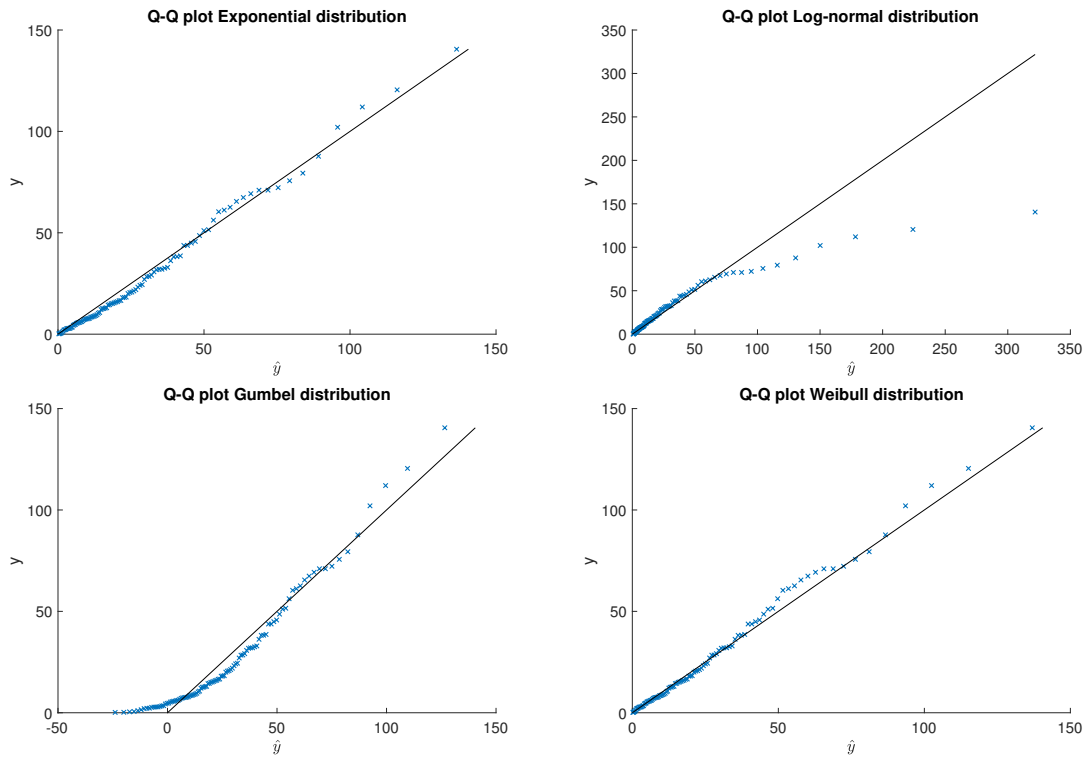 Q-Q plot Exponential distribution
150
100
50
0
y
0 50 100 150
ŷ
Q-Q plot Log-normal distribution
350
300
250
200
150
100
50
0
y
0 50 100 150 200 250 300 350
ŷ
Q-Q plot Gumbel distribution
150
100
50
0
y
-50 0 50 100 150
ŷ
Q-Q plot Weibull distribution
150
100
50
0
y
0 50 100 150
ŷ